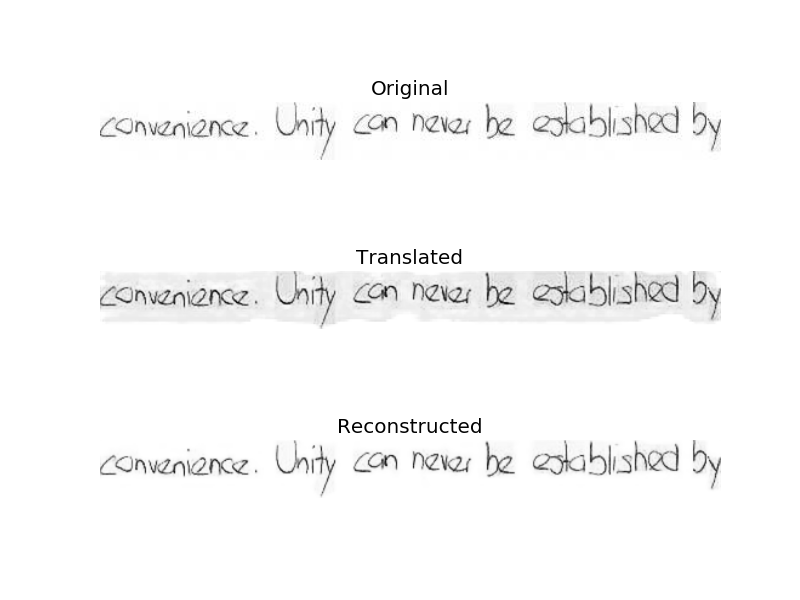 Original
convenience. Unity can never be established by
Translated
convenience. Unity can never be established by
Reconstructed
convenience. Unity can never be established by